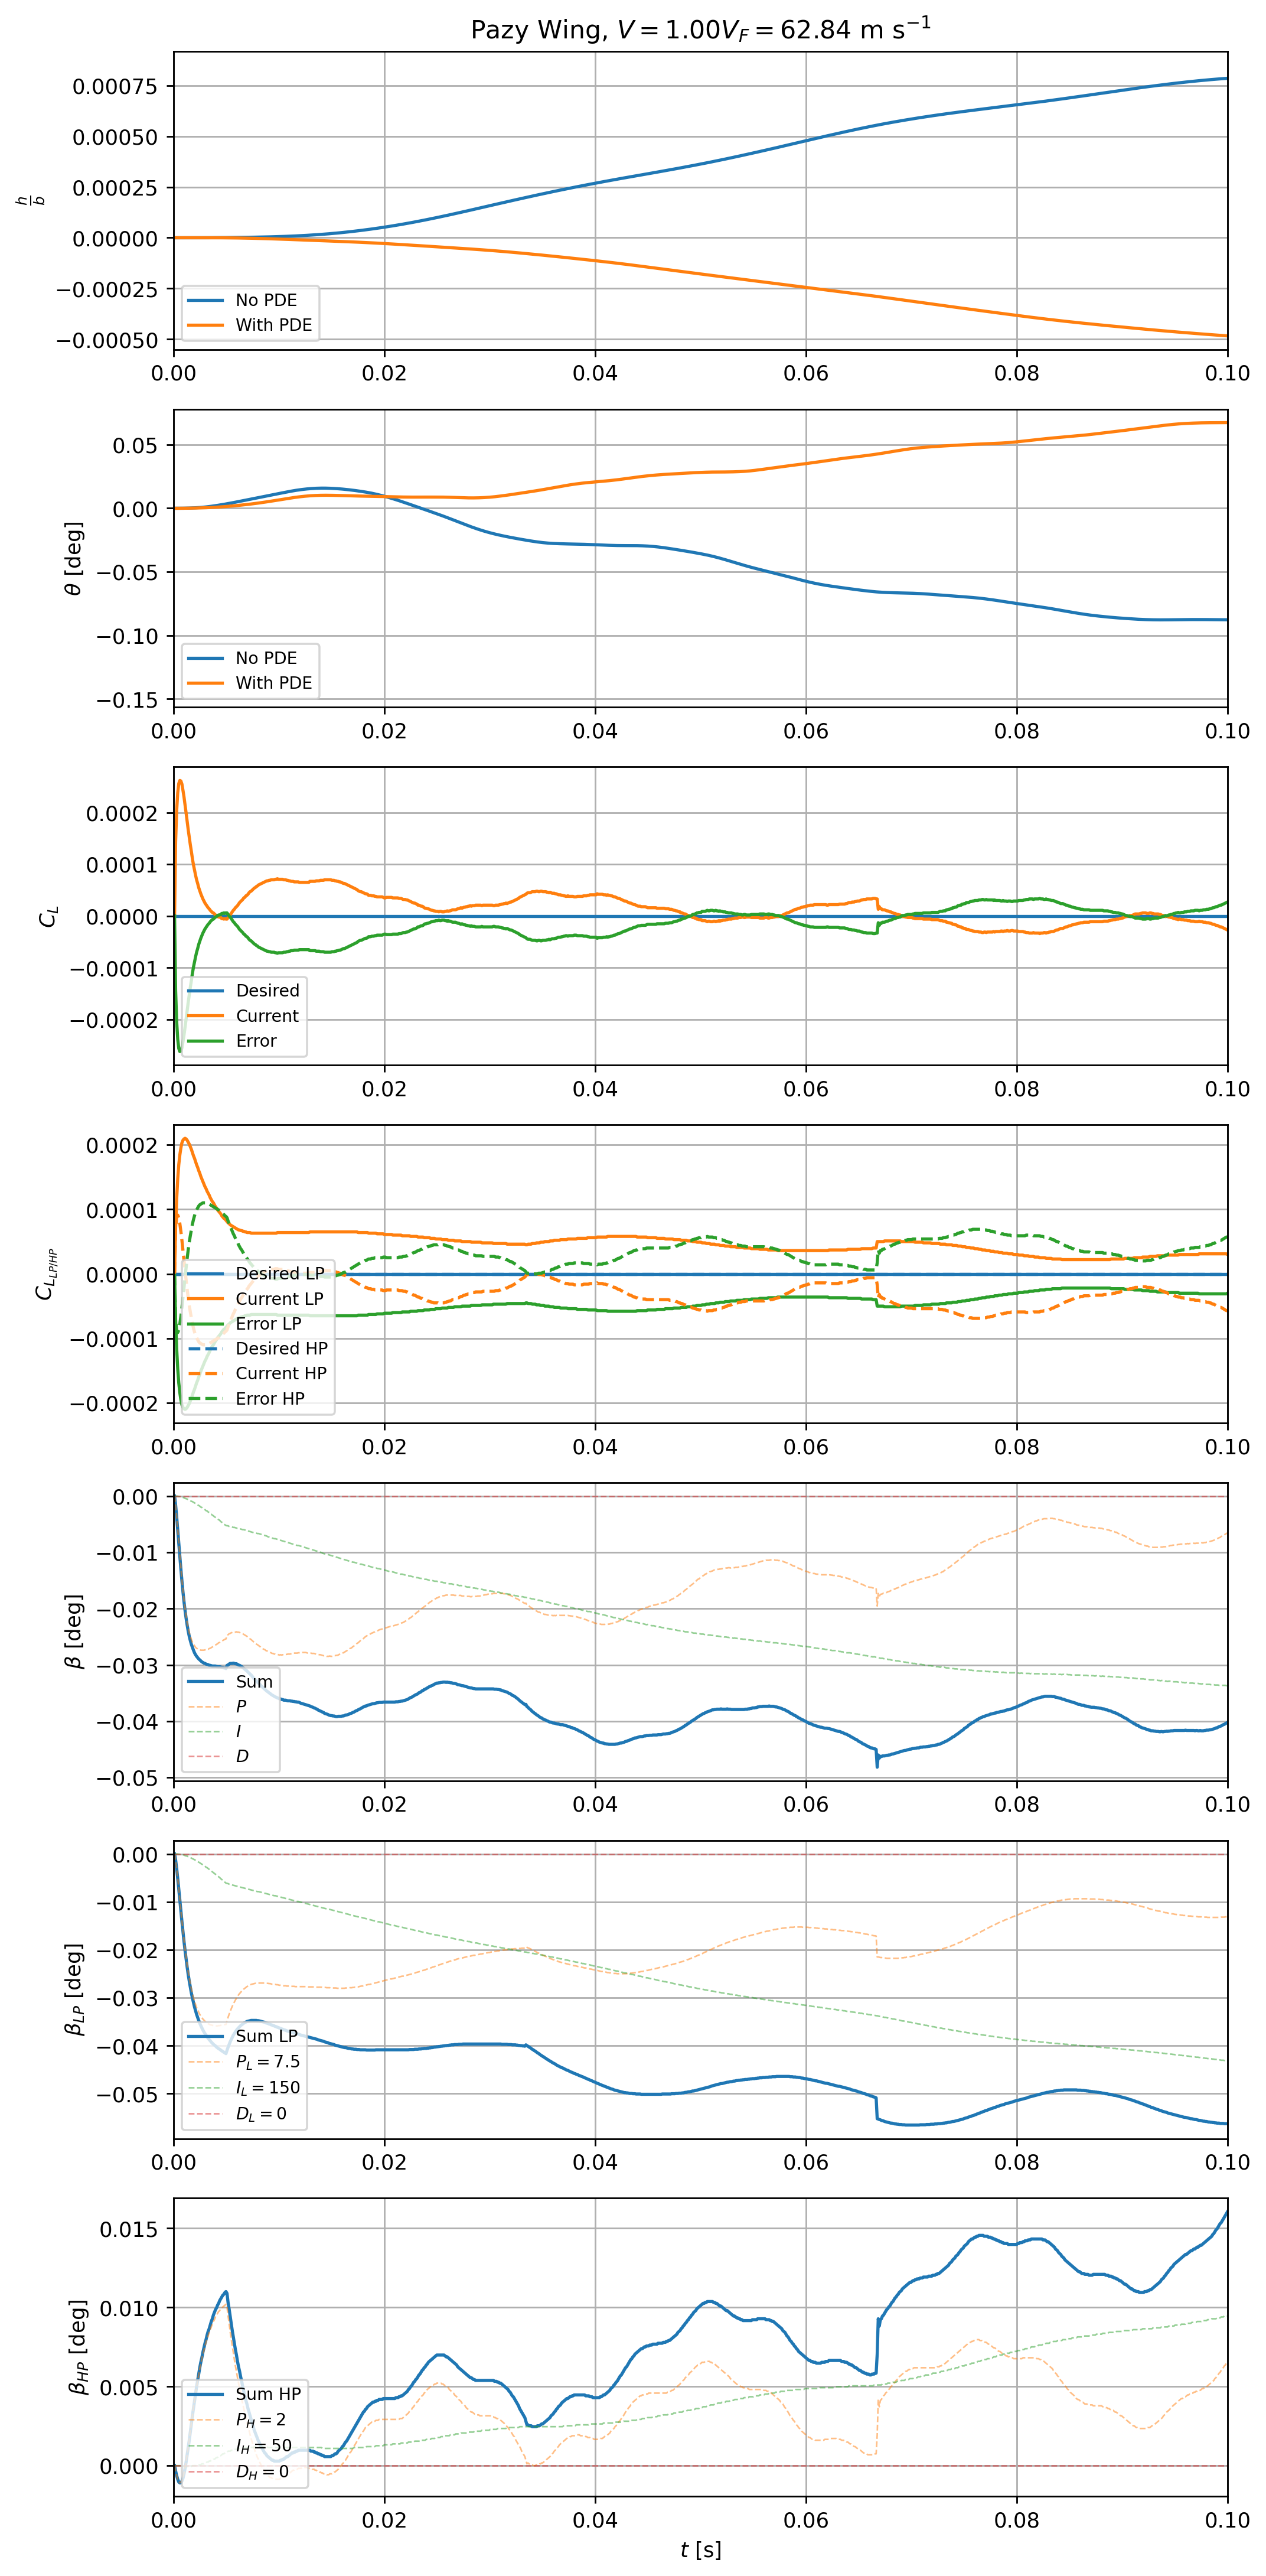 Pazy Wing, V = 1.00V_F = 62.84 m s⁻¹
h/b
0.00075
0.00050
0.00025
0.00000
−0.00025
−0.00050
No PDE
With PDE
0.00 0.02 0.04 0.06 0.08 0.10
θ [deg]
0.05
0.00
−0.05
−0.10
−0.15
No PDE
With PDE
0.00 0.02 0.04 0.06 0.08 0.10
C_L
0.0002
0.0001
0.0000
−0.0001
−0.0002
Desired
Current
Error
0.00 0.02 0.04 0.06 0.08 0.10
C_{L_{LP/HP}}
0.0002
0.0001
0.0000
−0.0001
−0.0002
Desired LP
Current LP
Error LP
Desired HP
Current HP
Error HP
0.00 0.02 0.04 0.06 0.08 0.10
β [deg]
0.00
−0.01
−0.02
−0.03
−0.04
−0.05
Sum
P
I
D
0.00 0.02 0.04 0.06 0.08 0.10
β_{LP} [deg]
0.00
−0.01
−0.02
−0.03
−0.04
−0.05
Sum LP
P_L = 7.5
I_L = 150
D_L = 0
0.00 0.02 0.04 0.06 0.08 0.10
β_{HP} [deg]
0.015
0.010
0.005
0.000
Sum HP
P_H = 2
I_H = 50
D_H = 0
0.00 0.02 0.04 0.06 0.08 0.10
t [s]